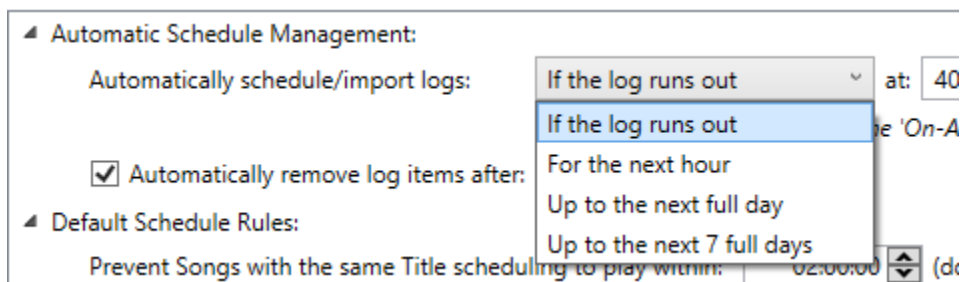 Automatic Schedule Management:
Automatically schedule/import logs: If the log runs out at: 40
If the log runs out 'On-A
For the next hour
Automatically remove log items after:
Up to the next full day
Default Schedule Rules:
Up to the next 7 full days
Prevent Songs with the same Title scheduling to play within: 02:00:00